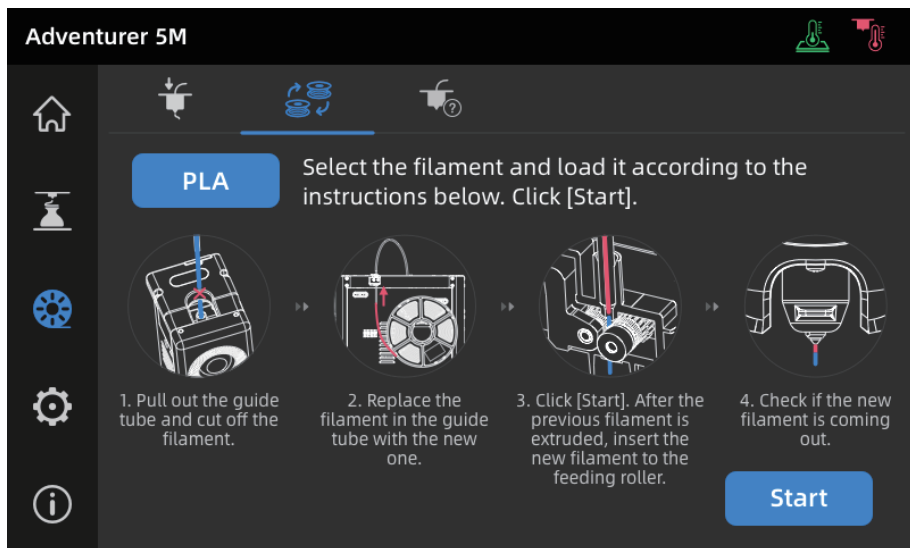 Adventurer 5M
PLA
Select the filament and load it according to the
instructions below. Click [Start].
1. Pull out the guide
tube and cut off the
filament.
2. Replace the
filament in the guide
tube with the new
one.
3. Click [Start]. After the
previous filament is
extruded, insert the
new filament to the
feeding roller.
4. Check if the new
filament is coming
out.
Start